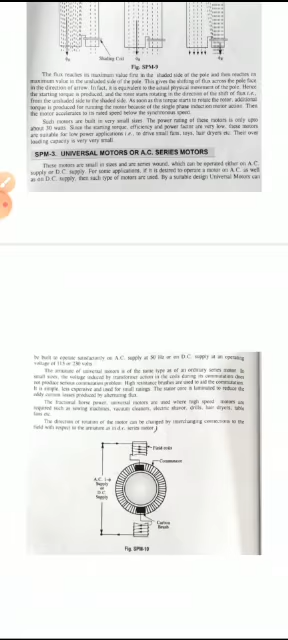 Shading Coil
Fig. SPM-9
The flux reaches its maximum value first in the shaded side of the pole and then reaches its
maximum value in the unshaded side of the pole. This gives the shifting of flux across the pole face
in the direction of arrow. In fact, it is equivalent to the actual physical movement of the pole. Hence
the starting torque is produced, and the rotor starts rotating in the direction of the shift of flux i.e.,
from the unshaded side to the shaded side. As soon as this torque starts to rotate the rotor, additional
torque is produced for running the motor because of the single phase induction motor action. Then
the motor accelerates to its rated speed below the synchronous speed.
Such motors are built in very small sizes. The power rating of these motors is only upto
about 30 watts. Since the starting torque, efficiency and power factor are very low, these motors
are suitable for low power applications i.e., to drive small fans, toys, hair dryers etc. Their over
loading capacity is very very small.
SPM-3. UNIVERSAL MOTORS OR A.C. SERIES MOTORS
These motors are small in sizes and are series wound, which can be operated either on A.C.
supply or D.C. supply. For some applications, if it is desired to operate a motor on A.C. as well
as on D.C. supply, then such type of motors are used. By a suitable design Universal Motors can
be built to operate satisfactorily on A.C. supply at 50 Hz or on D.C. supply at an operating
voltage of 115 or 230 volts.
The armature of universal motors is of the same type as of an ordinary series motor. In
small sizes, the voltage induced by transformer action in the coils during its commutation does
not produce serious commutation problem. High resistance brushes are used to aid the commutation.
It is simple, less expensive and used for small ratings. The stator core is laminated to reduce the
eddy current losses produced by alternating flux.
The fractional horse power, universal motors are used where high speed motors are
required such as sewing machines, vacuum cleaners, electric shaver, drills, hair dryers, table
fans etc.
The direction of rotation of the motor can be changed by interchanging connections to the
field with respect to the armature as in d.c. series motor.
Field coils
Commutator
A.C. 1-φ
Supply
or
D.C.
Supply
Carbon
Brush
Fig. SPM-10